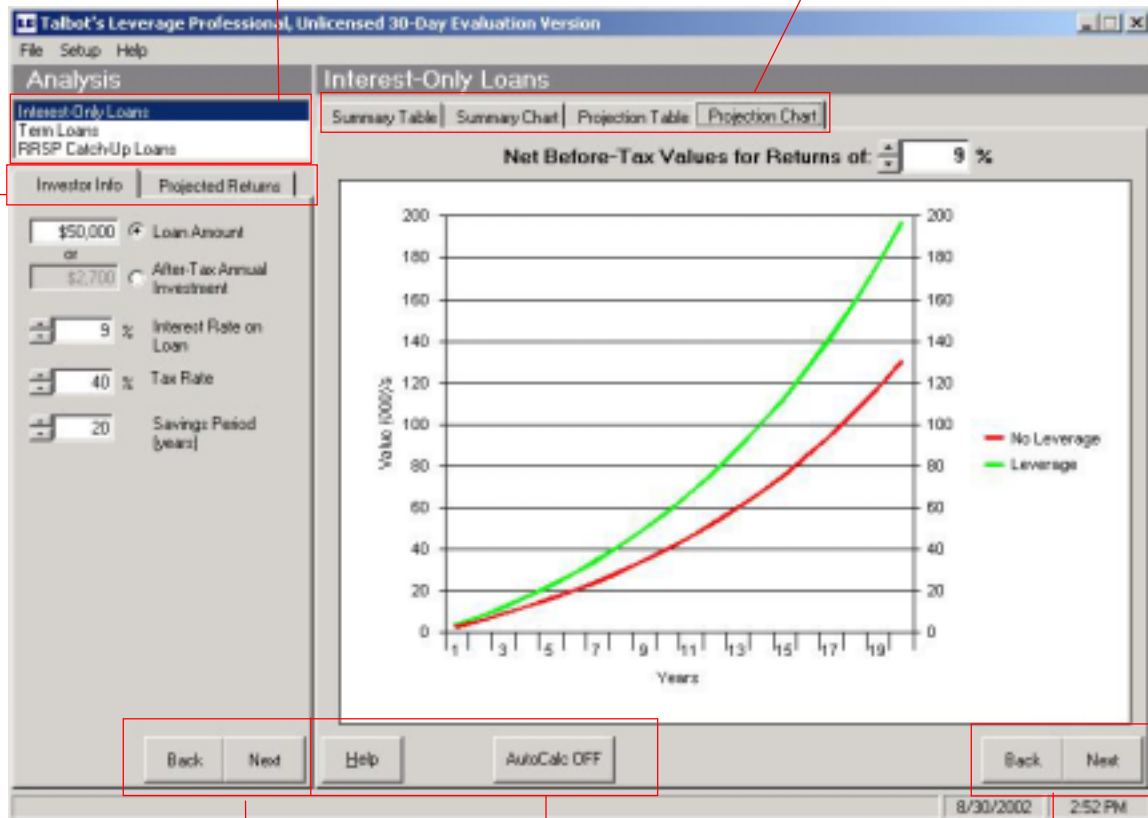 Talbot's Leverage Professional, Unlicensed 30-Day Evaluation Version
File Setup Help
Analysis
Interest-Only Loans
Term Loans
RRSP Catch-Up Loans
Investor Info Projected Returns
$50,000 Loan Amount
or
$2,700 After-Tax Annual
Investment
9 % Interest Rate on
Loan
40 % Tax Rate
20 Savings Period
(years)
Back Next
Interest-Only Loans
Summary Table Summary Chart Projection Table Projection Chart
Net Before-Tax Values for Returns of: 9 %
200 200
180 180
160 160
140 140
120 120
100 100
80 80
60 60
40 40
20 20
0 0
Value (000)'s
1 3 5 7 9 11 13 15 17 19
Years
No Leverage
Leverage
Help AutoCalc OFF Back Next
8/30/2002 2:52 PM